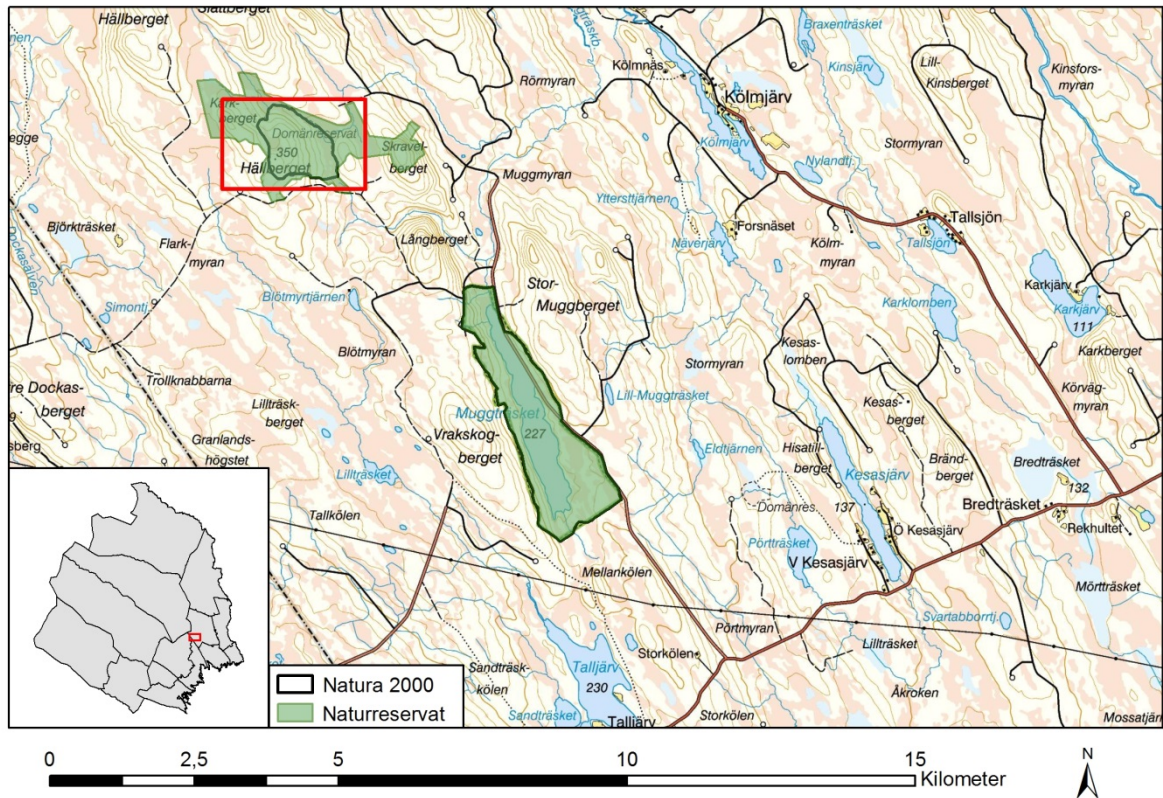 Hällberget
Slättberget
Braxenträsket
Kölmnäs
Kinsjärv
Lill-
Kinsberget
Kinsfors-
myran
Rörmyran
Kölmjärv
Kölmjärv
Kark-
berget
Domänreservat
350
Hällberget
Skravel-
berget
Stormyran
Nylandtj.
Muggmyran
Yttersttjärnen
Forsnäset
Näverjärv
Kölm-
myran
Tallsjön
Tallsjön
Björkträsket
Flark-
myran
Långberget
Dockasälven
Simontj.
Blötmyrtjärnen
Stor-
Muggberget
Karklomben
Karkjärv
Karkjärv
111
Karkberget
Blötmyran
Kesas-
lomben
Stormyran
Trollknabbarna
Lill-Muggträsket
Körväg-
myran
Dockas-
berget
Lillträsk-
berget
Muggträsket
227
Vrakskog-
berget
Kesas-
berget
Granlands-
högstet
Hisatill-
berget
Eldtjärnen
Kesasjärv
Bränd-
berget
Bredträsket
132
Lillträsket
Domänres.
137
Bredträsket
Ö Kesasjärv
Rekhultet
Tallkölen
Pörtträsket
V Kesasjärv
Mellankölen
Mörtträsket
Svartabborrtj.
Pörtmyran
Lillträsket
Storkölen
Sandträsk-
kölen
Talljärv
230
Åkroken
Sandträsket
Talljärv
Storkölen
Mossatjärn
Natura 2000
Naturreservat
0
2,5
5
10
15
Kilometer
N